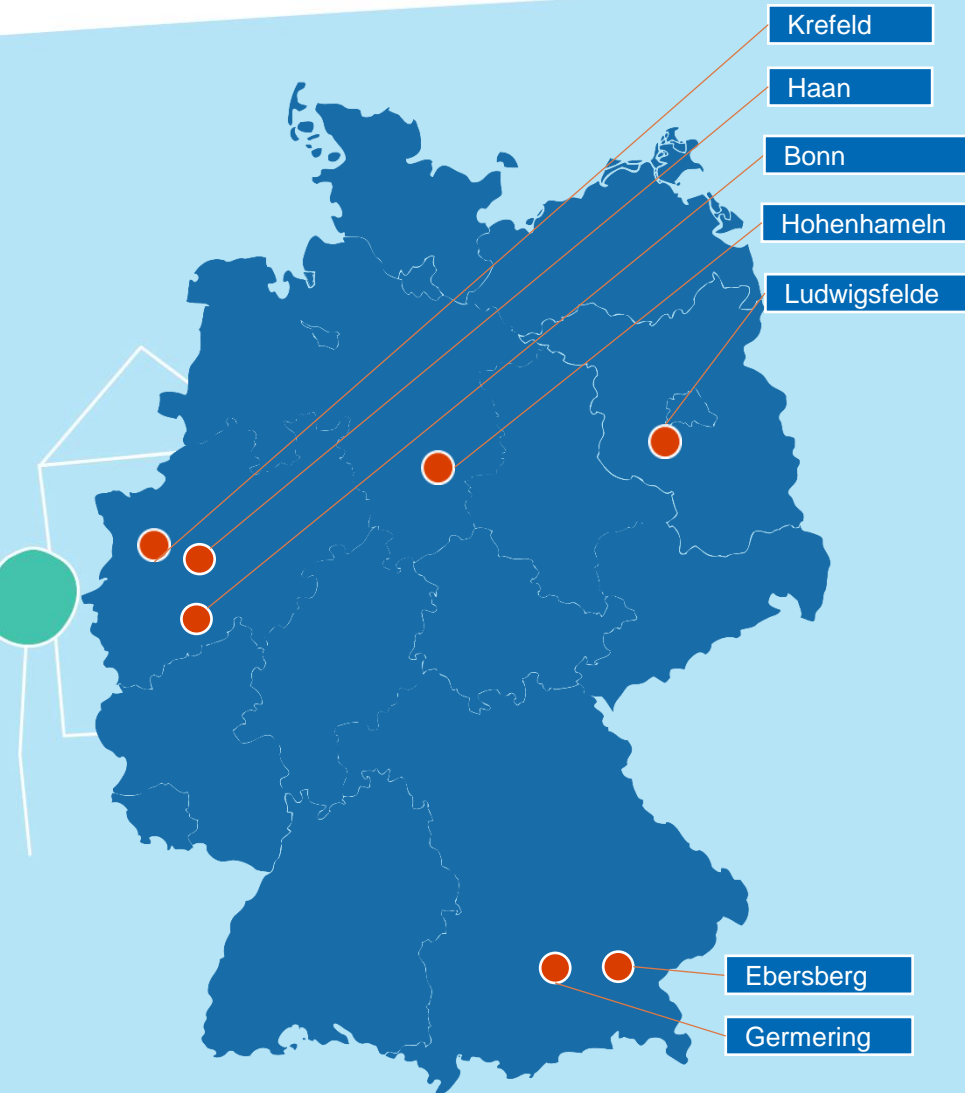 Krefeld
Haan
Bonn
Hohenhameln
Ludwigsfelde
Ebersberg
Germering